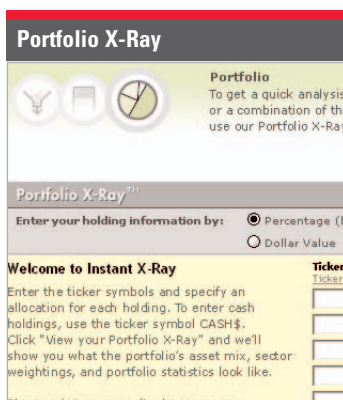 Portfolio X-Ray
Portfolio
To get a quick analysis
or a combination of th
use our Portfolio X-Ray
Portfolio X-Ray™
Enter your holding information by:
Percentage (
Dollar Value
Welcome to Instant X-Ray
Ticker
Ticker
Enter the ticker symbols and specify an
allocation for each holding. To enter cash
holdings, use the ticker symbol CASH$.
Click "View your Portfolio X-Ray" and we'll
show you what the portfolio's asset mix, sector
weightings, and portfolio statistics look like.